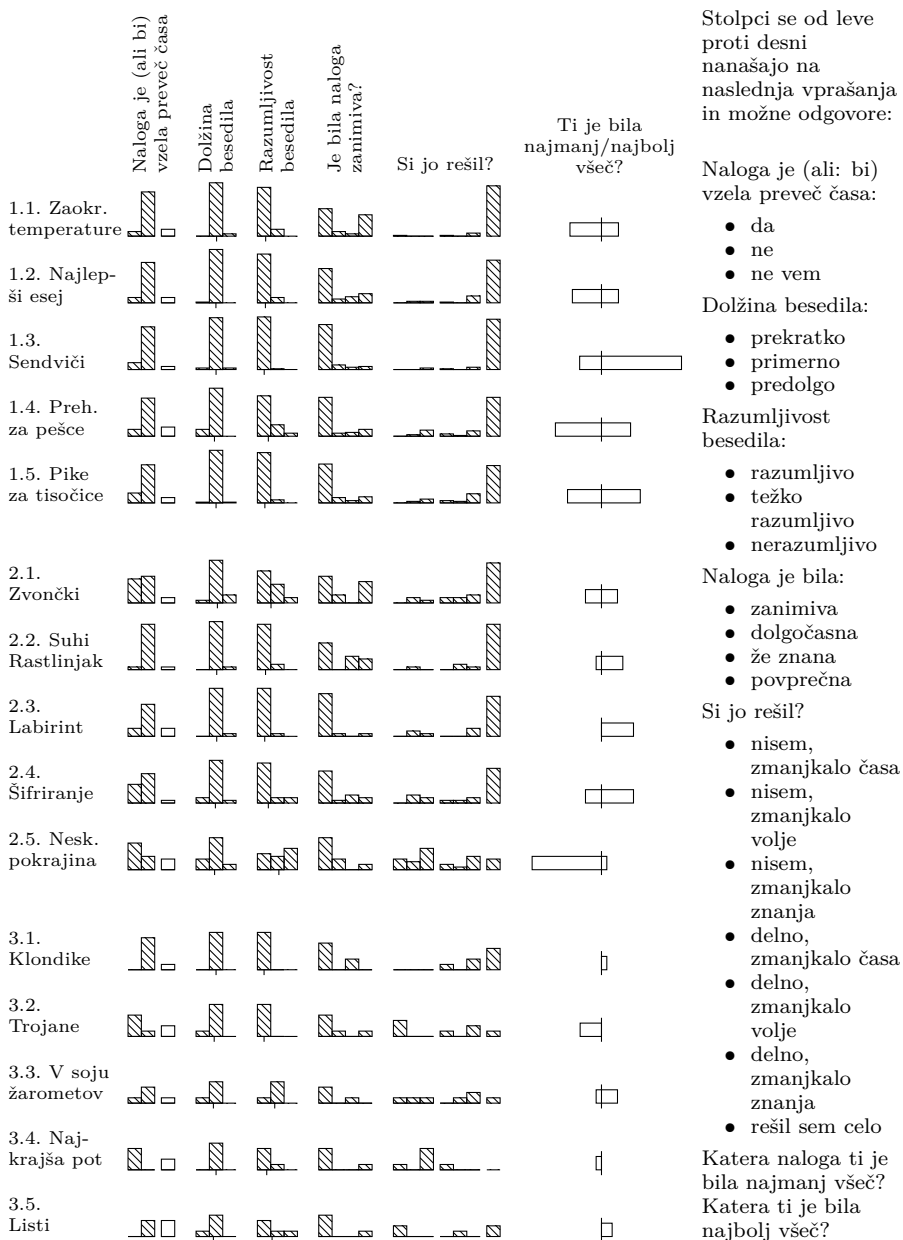 Naloga je (ali bi)
vzela preveč časa
Dolžina
besedila
Razumljivost
besedila
Je bila naloga
zanimiva?
Si jo rešil?
Ti je bila
najmanj/najbolj
všeč?
1.1. Zaokr.
temperature
1.2. Najlep-
ši esej
1.3.
Sendviči
1.4. Preh.
za pešce
1.5. Pike
za tisočice
2.1.
Zvončki
2.2. Suhi
Rastlinjak
2.3.
Labirint
2.4.
Šifriranje
2.5. Nesk.
pokrajina
3.1.
Klondike
3.2.
Trojane
3.3. V soju
žarometov
3.4. Naj-
krajša pot
3.5.
Listi
Stolpci se od leve
proti desni
nanašajo na
naslednja vprašanja
in možne odgovore:
Naloga je (ali: bi)
vzela preveč časa:
• da
• ne
• ne vem
Dolžina besedila:
• prekratko
• primerno
• predolgo
Razumljivost
besedila:
• razumljivo
• težko
razumljivo
• nerazumljivo
Naloga je bila:
• zanimiva
• dolgočasna
• že znana
• povprečna
Si jo rešil?
• nisem,
zmanjkalo časa
• nisem,
zmanjkalo
volje
• nisem,
zmanjkalo
znanja
• delno,
zmanjkalo časa
• delno,
zmanjkalo
volje
• delno,
zmanjkalo
znanja
• rešil sem celo
Katera naloga ti je
bila najmanj všeč?
Katera ti je bila
najbolj všeč?